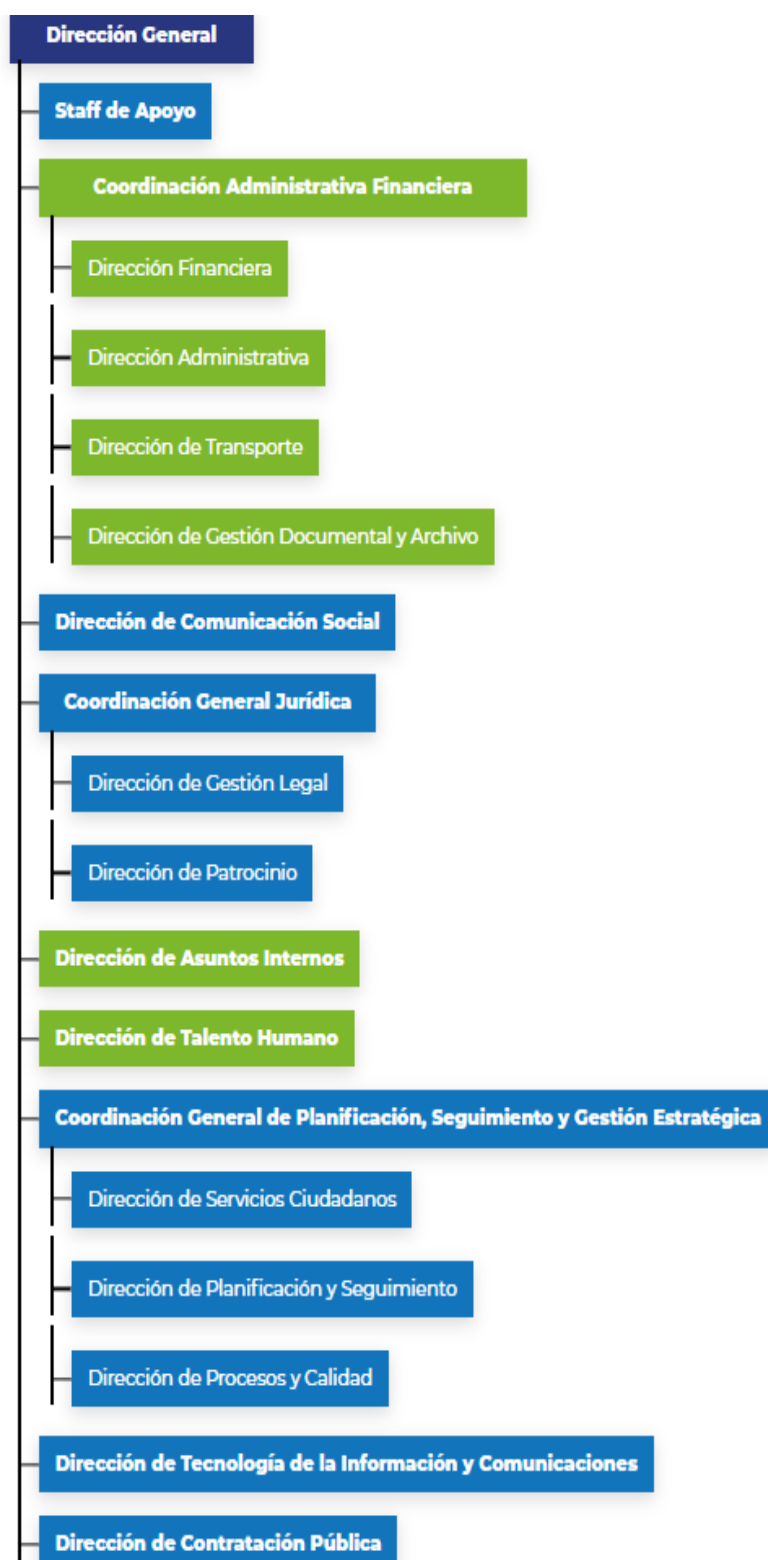 Dirección General
Staff de Apoyo
Coordinación Administrativa Financiera
Dirección Financiera
Dirección Administrativa
Dirección de Transporte
Dirección de Gestión Documental y Archivo
Dirección de Comunicación Social
Coordinación General Jurídica
Dirección de Gestión Legal
Dirección de Patrocinio
Dirección de Asuntos Internos
Dirección de Talento Humano
Coordinación General de Planificación, Seguimiento y Gestión Estratégica
Dirección de Servicios Ciudadanos
Dirección de Planificación y Seguimiento
Dirección de Procesos y Calidad
Dirección de Tecnología de la Información y Comunicaciones
Dirección de Contratación Pública